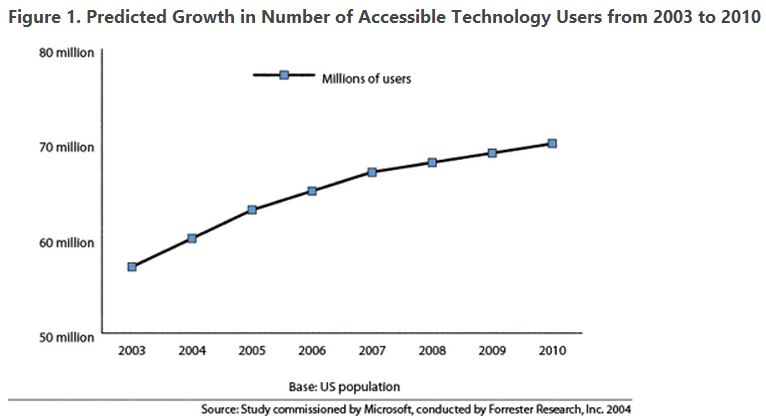 Figure 1. Predicted Growth in Number of Accessible Technology Users from 2003 to 2010
80 million
Millions of users
70 million
60 million
50 million
2003 2004 2005 2006 2007 2008 2009 2010
Base: US population
Source: Study commissioned by Microsoft, conducted by Forrester Research, Inc. 2004